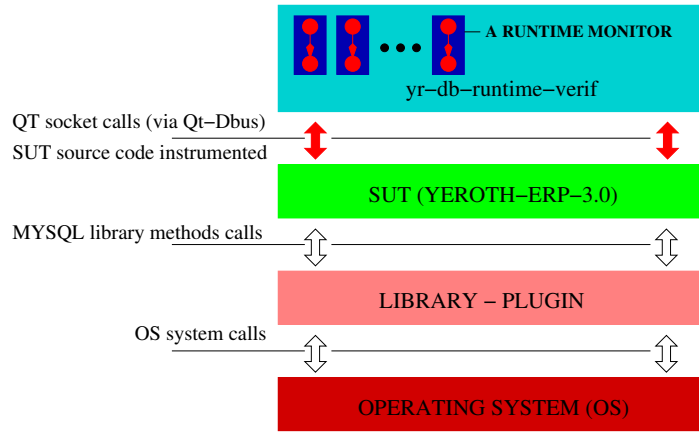 A RUNTIME MONITOR
yr−db−runtime−verif
QT socket calls (via Qt−Dbus)
SUT source code instrumented
SUT (YEROTH−ERP−3.0)
MYSQL library methods calls
LIBRARY − PLUGIN
OS system calls
OPERATING SYSTEM (OS)